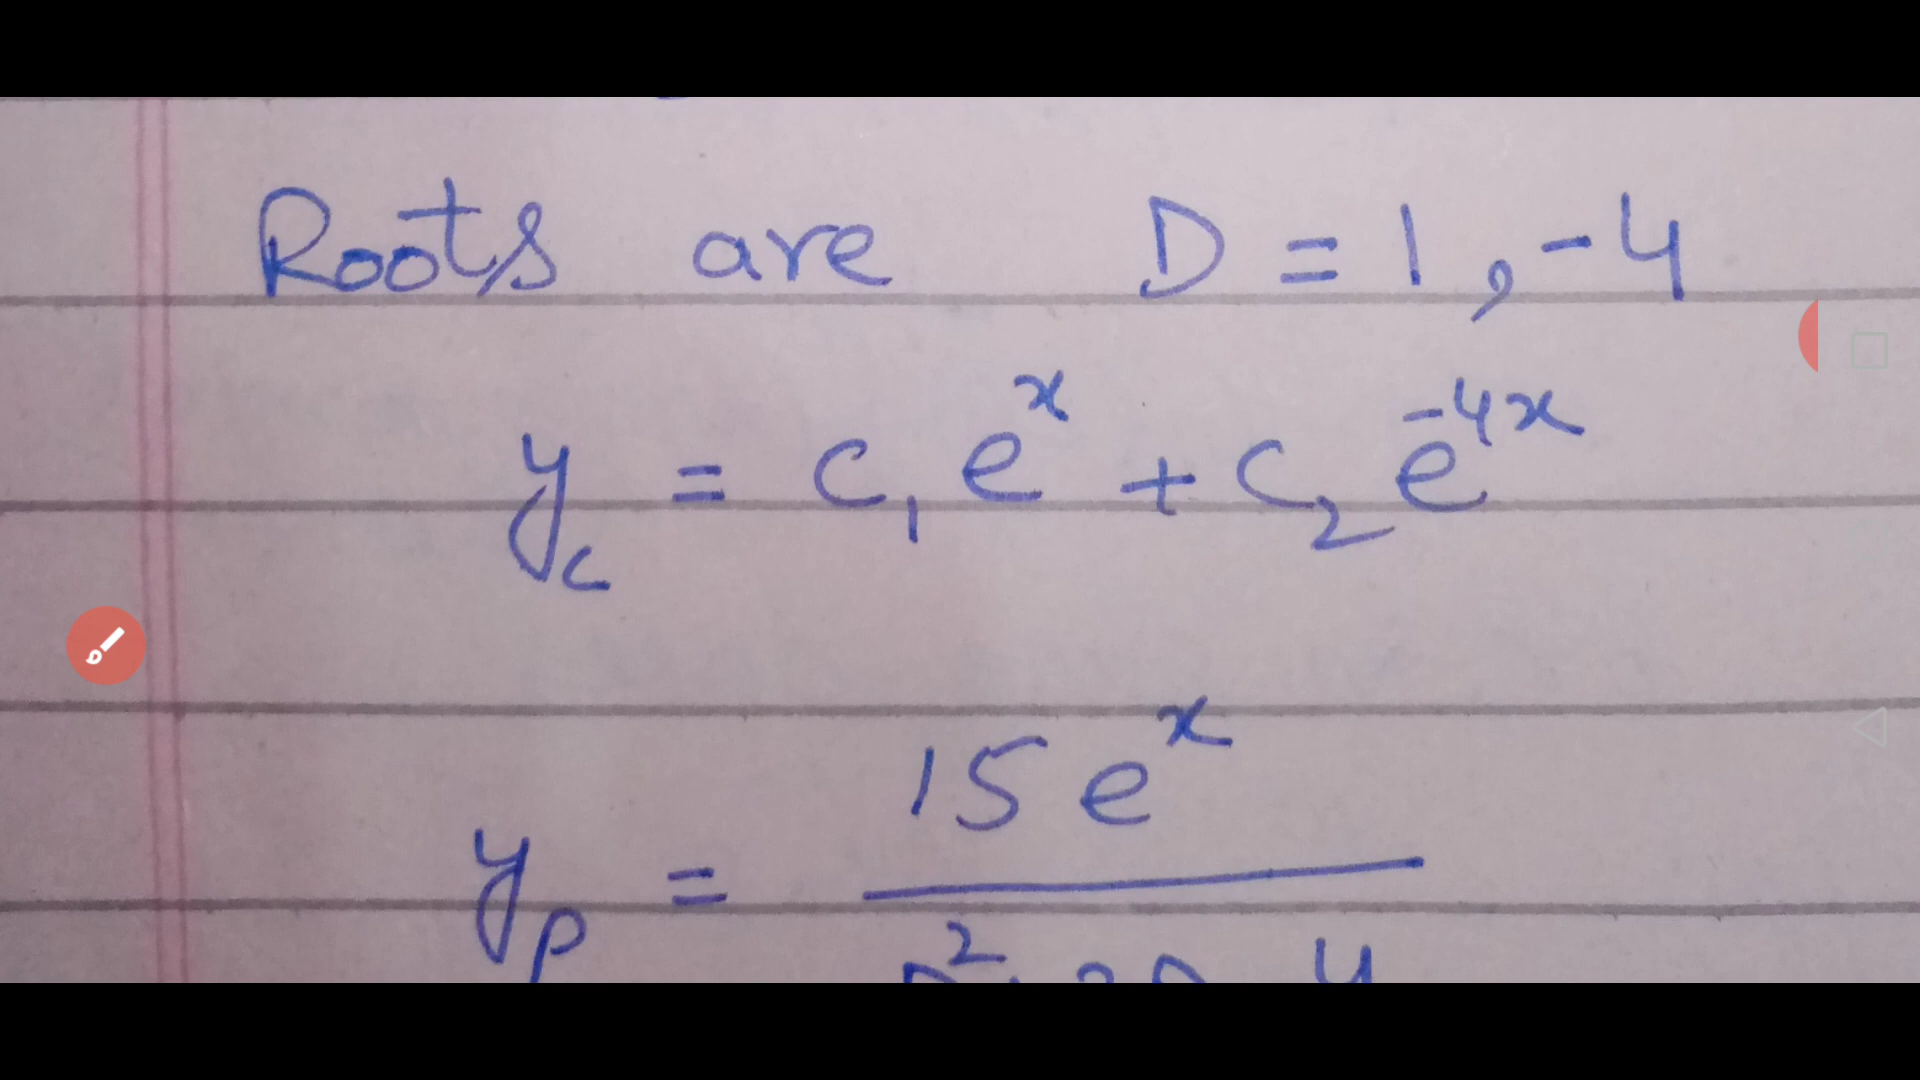 Roots are D = 1, -4
y_c = c_1 e^x + c_2 e^-4x
y_p = 15 e^x